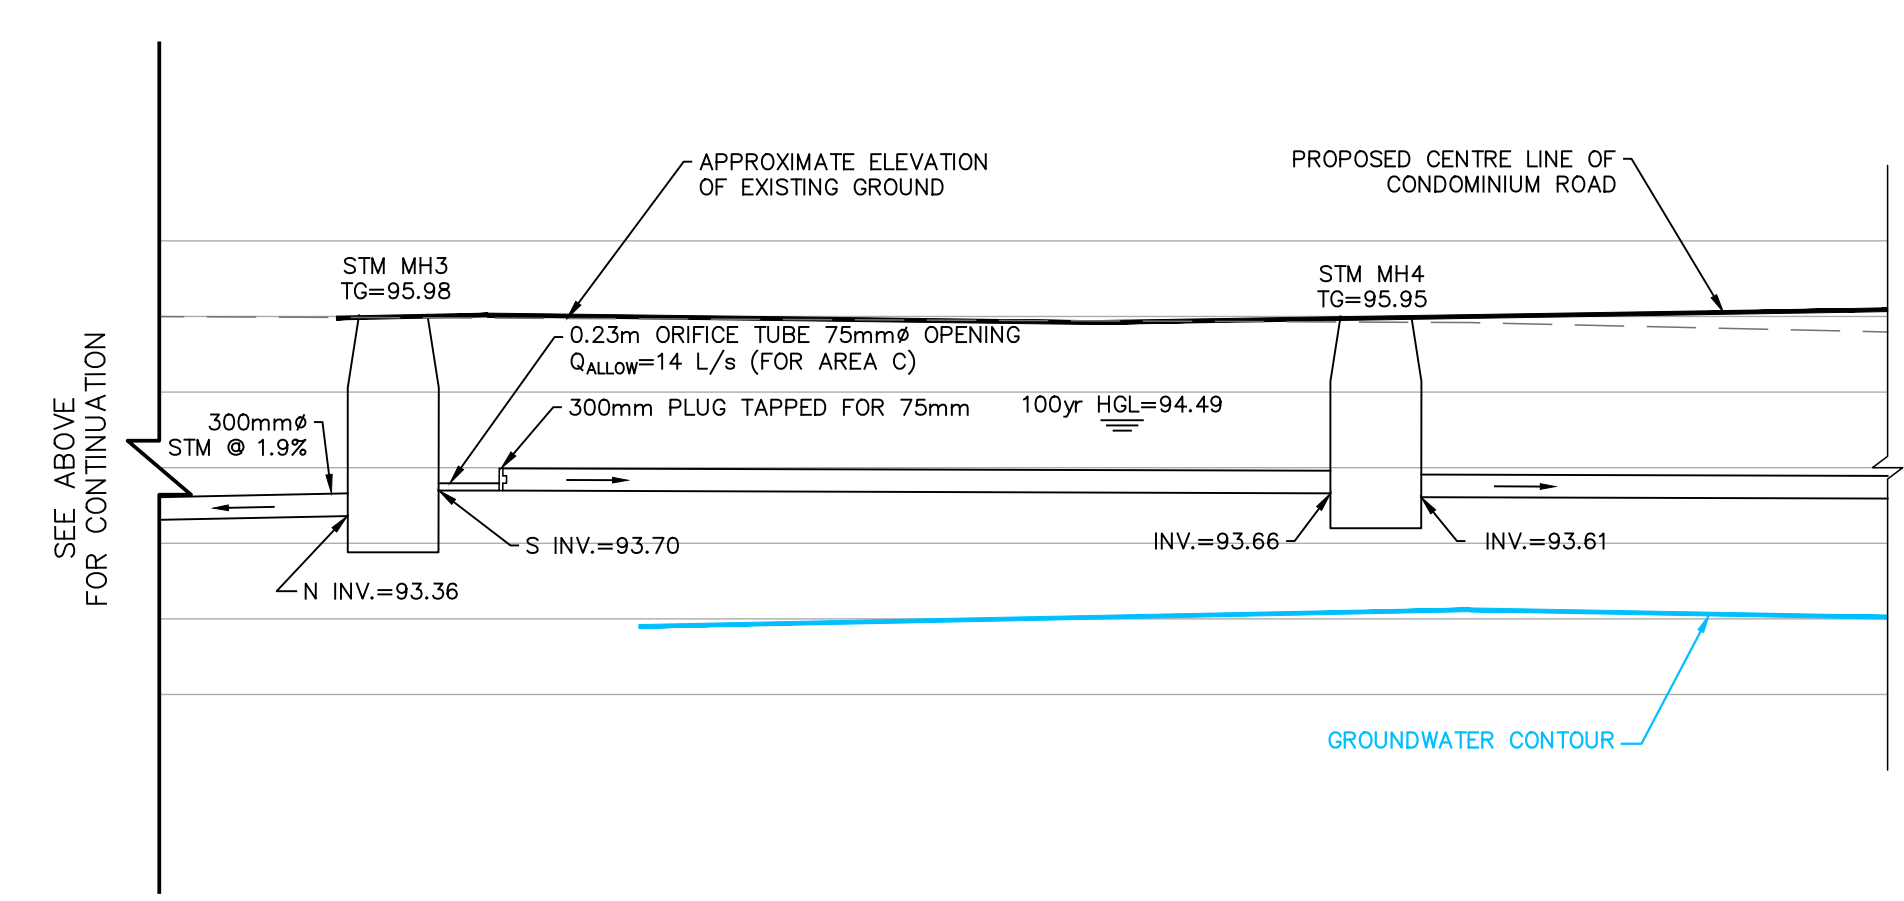 SEE ABOVE
FOR CONTINUATION
APPROXIMATE ELEVATION
OF EXISTING GROUND
PROPOSED CENTRE LINE OF
CONDOMINIUM ROAD
STM MH3
TG=95.98
STM MH4
TG=95.95
0.23m ORIFICE TUBE 75mmø OPENING
QALLOW=14 L/s (FOR AREA C)
300mm PLUG TAPPED FOR 75mm
100yr HGL=94.49
300mmø
STM @ 1.9%
S INV.=93.70
INV.=93.66
INV.=93.61
N INV.=93.36
GROUNDWATER CONTOUR